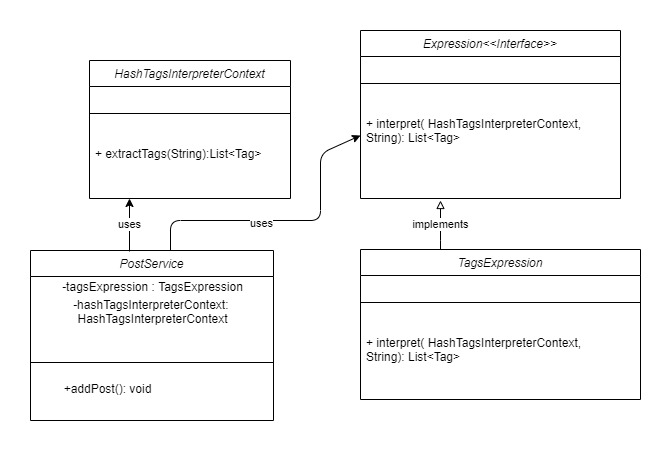 Expression<<Interface>>
HashTagsInterpreterContext
+ interpret( HashTagsInterpreterContext,
String): List<Tag>
+ extractTags(String):List<Tag>
uses
uses
implements
PostService
-tagsExpression : TagsExpression
-hashTagsInterpreterContext:
HashTagsInterpreterContext
+addPost(): void
TagsExpression
+ interpret( HashTagsInterpreterContext,
String): List<Tag>